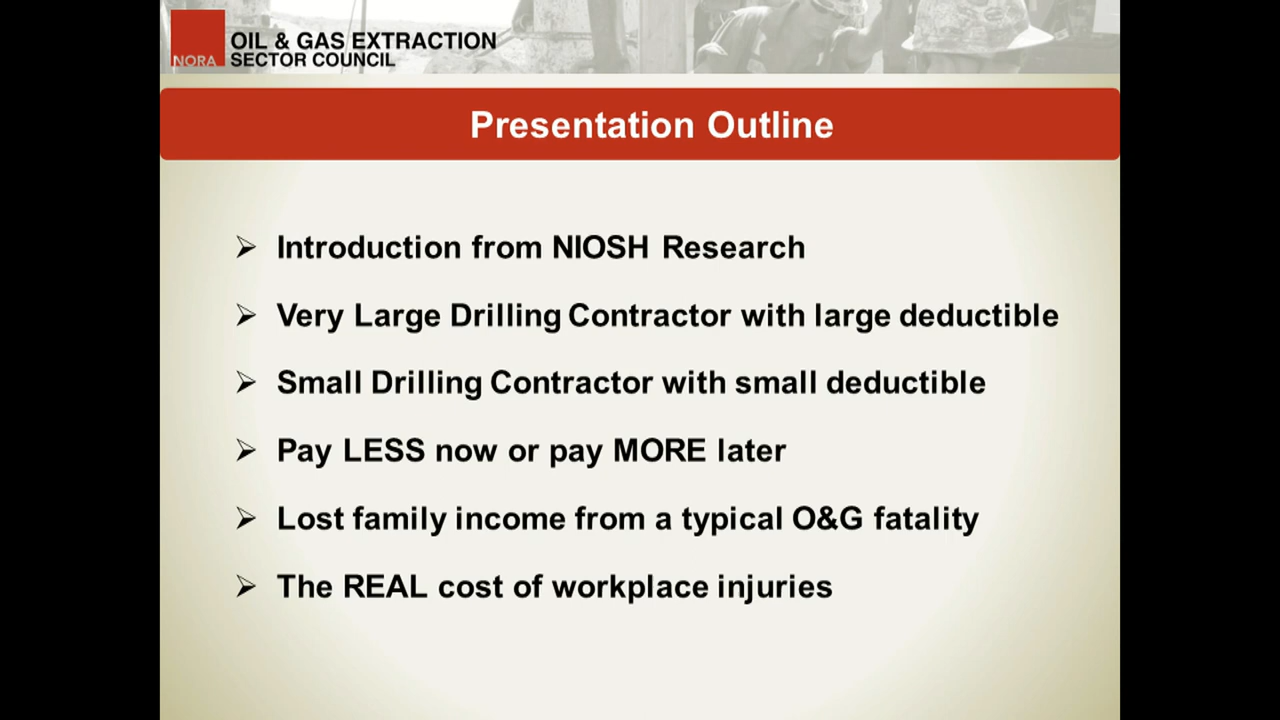 NORA
OIL & GAS EXTRACTION
SECTOR COUNCIL
Presentation Outline
➢ Introduction from NIOSH Research
➢ Very Large Drilling Contractor with large deductible
➢ Small Drilling Contractor with small deductible
➢ Pay LESS now or pay MORE later
➢ Lost family income from a typical O&G fatality
➢ The REAL cost of workplace injuries